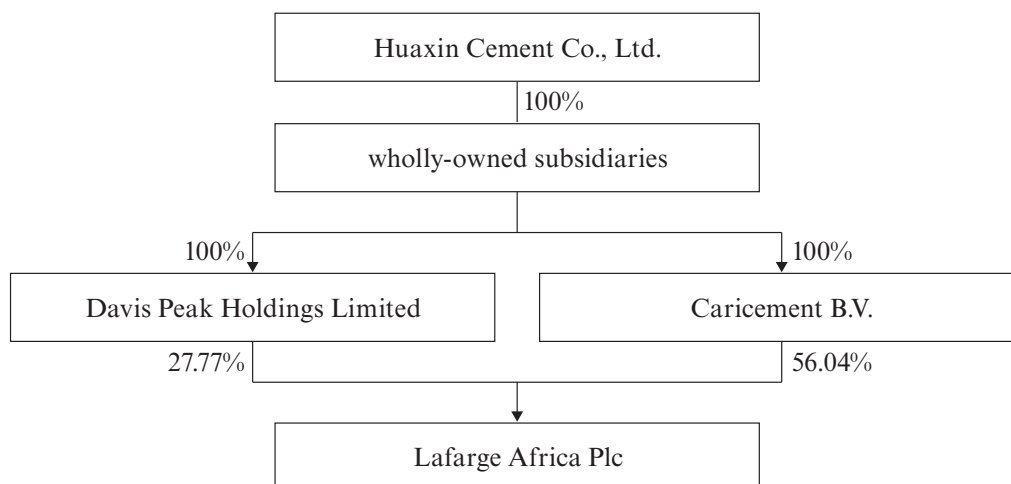 Huaxin Cement Co., Ltd.
100%
wholly-owned subsidiaries
100%
100%
Davis Peak Holdings Limited
Caricement B.V.
27.77%
56.04%
Lafarge Africa Plc